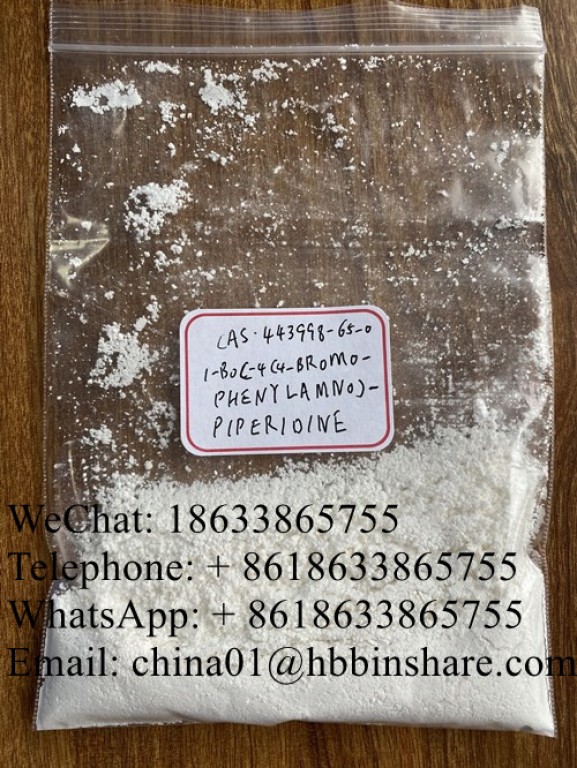 CAS.443998-65-0
1-BOC-4(4-BROMO-
PHENYLAMNO)-
PIPERIDINE
WeChat: 18633865755
Telephone: + 8618633865755
WhatsApp: + 8618633865755
Email: china01@hbbinshare.com